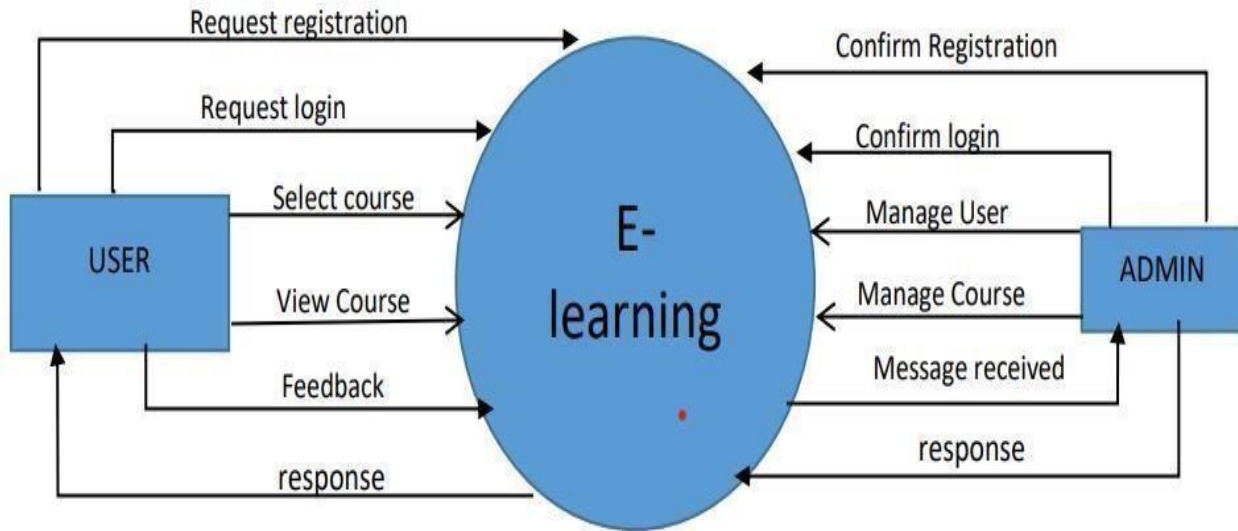 Request registration
Confirm Registration
Request login
Confirm login
Select course
Manage User
USER
E-
learning
ADMIN
View Course
Manage Course
Feedback
Message received
response
response